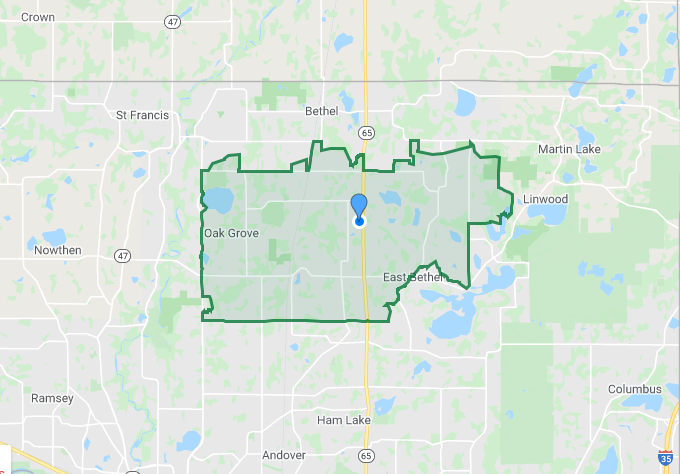 Crown
47
St Francis
Bethel
65
Martin Lake
Linwood
Oak Grove
Nowthen
47
East Bethel
Ramsey
Columbus
Ham Lake
Andover
65
35
47